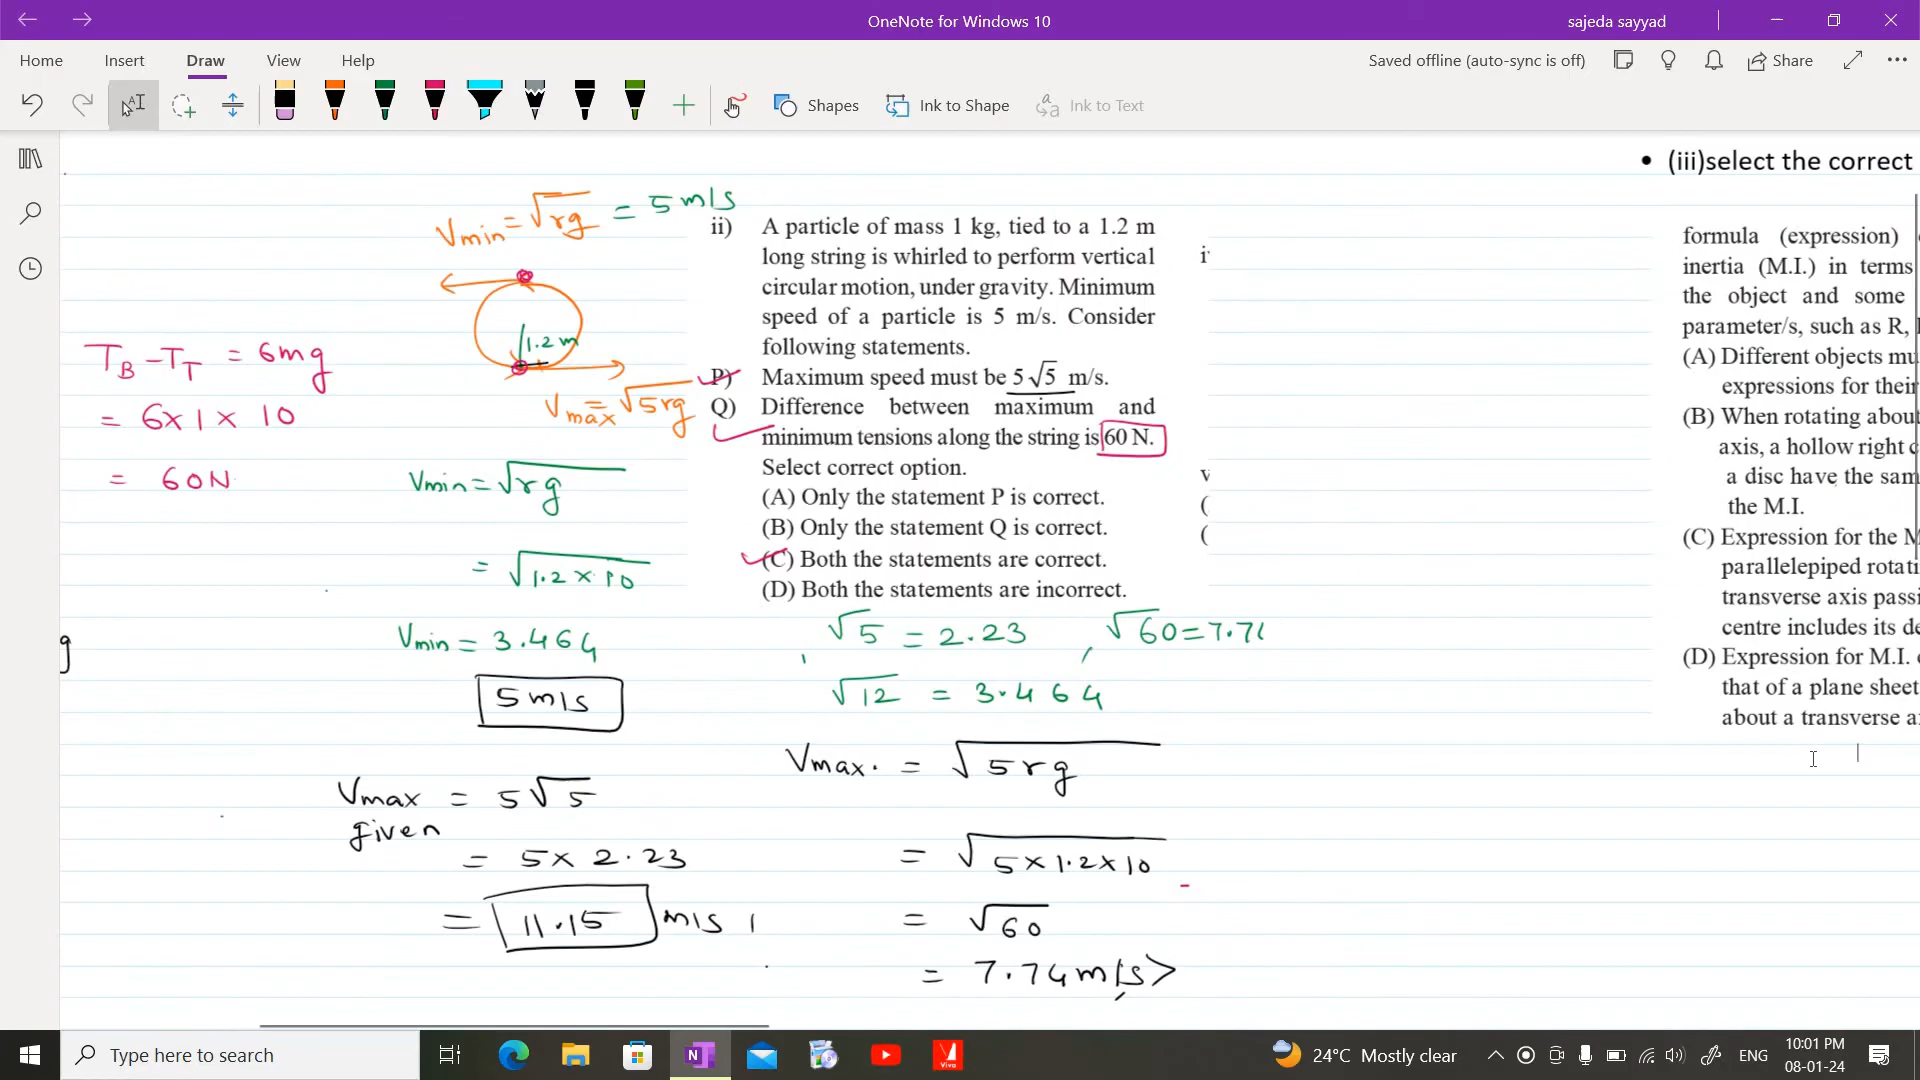 OneNote for Windows 10
sajeda sayyad
Home Insert Draw View Help
Saved offline (auto-sync is off)
Share
Shapes
Ink to Shape
Ink to Text
• (iii)select the correct
Vmin = √rg = 5 m/s
1.2 m
Vmax = √5rg
T_B - T_T = 6mg
= 6 x 1 x 10
= 60N
Vmin = √rg
= √1.2 x 10
Vmin = 3.464
5 m/s
Vmax = 5√5
given
= 5 x 2.23
= 11.15 m/s
g
ii) A particle of mass 1 kg, tied to a 1.2 m
long string is whirled to perform vertical
circular motion, under gravity. Minimum
speed of a particle is 5 m/s. Consider
following statements.
P) Maximum speed must be 5√5 m/s.
Q) Difference between maximum and
minimum tensions along the string is 60 N.
Select correct option.
(A) Only the statement P is correct.
(B) Only the statement Q is correct.
(C) Both the statements are correct.
(D) Both the statements are incorrect.
√5 = 2.23 , √60=7.74
√12 = 3.464
Vmax. = √5rg
= √5 x 1.2 x 10
= √60
= 7.74 m/s >
formula (expression)
inertia (M.I.) in terms
the object and some
parameter/s, such as R,
(A) Different objects mu
expressions for their
(B) When rotating about
axis, a hollow right c
a disc have the sam
the M.I.
(C) Expression for the M
parallelepiped rotati
transverse axis passi
centre includes its de
(D) Expression for M.I.
that of a plane sheet
about a transverse a
Type here to search
24°C Mostly clear
ENG
10:01 PM
08-01-24
Viva